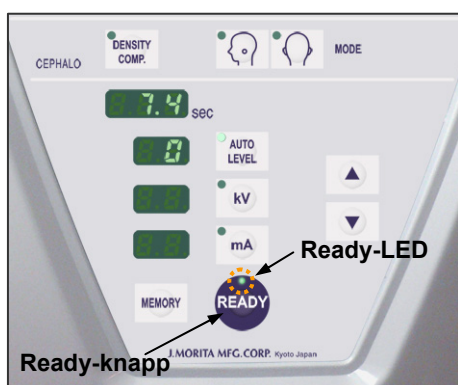 DENSITY
COMP.
CEPHALO
MODE
7.4 sec
0
AUTO
LEVEL
kV
mA
Ready-LED
MEMORY
READY
Ready-knapp
J.MORITA MFG.CORP. Kyoto Japan